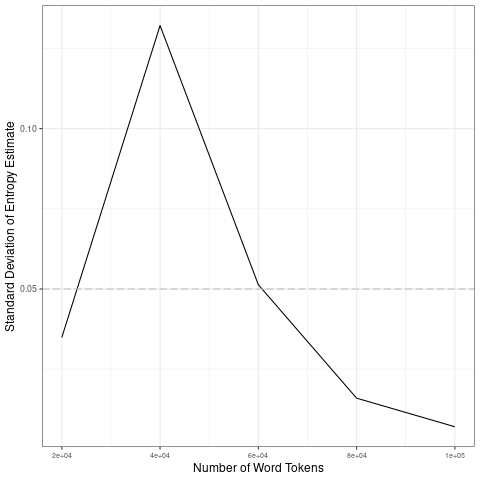 Standard Deviation of Entropy Estimate
0.10
0.05
2e+04 4e+04 6e+04 8e+04 1e+05
Number of Word Tokens